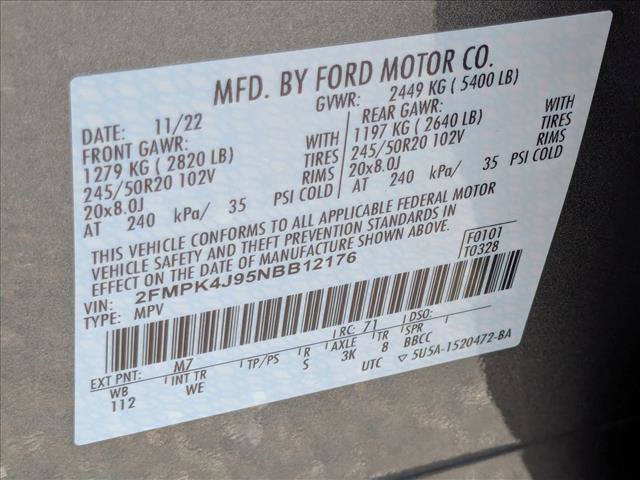 MFD. BY FORD MOTOR CO.
DATE: 11/22 GVWR: 2449 KG ( 5400 LB)
FRONT GAWR: REAR GAWR:
1279 KG ( 2820 LB) WITH 1197 KG ( 2640 LB) WITH
245/50R20 102V TIRES 245/50R20 102V TIRES
20x8.0J RIMS 20x8.0J RIMS
AT 240 kPa/ 35 PSI COLD AT 240 kPa/ 35 PSI COLD
THIS VEHICLE CONFORMS TO ALL APPLICABLE FEDERAL MOTOR
VEHICLE SAFETY AND THEFT PREVENTION STANDARDS IN
EFFECT ON THE DATE OF MANUFACTURE SHOWN ABOVE.
VIN: 2FMPK4J95NBB12176 F0101
TYPE: MPV T0328
EXT PNT: M7 RC: 71 DSO:
WB INT TR TP/PS R AXLE TR SPR
112 WE S 3K 8 BBCC
UTC ▽5U5A-1520472-BA